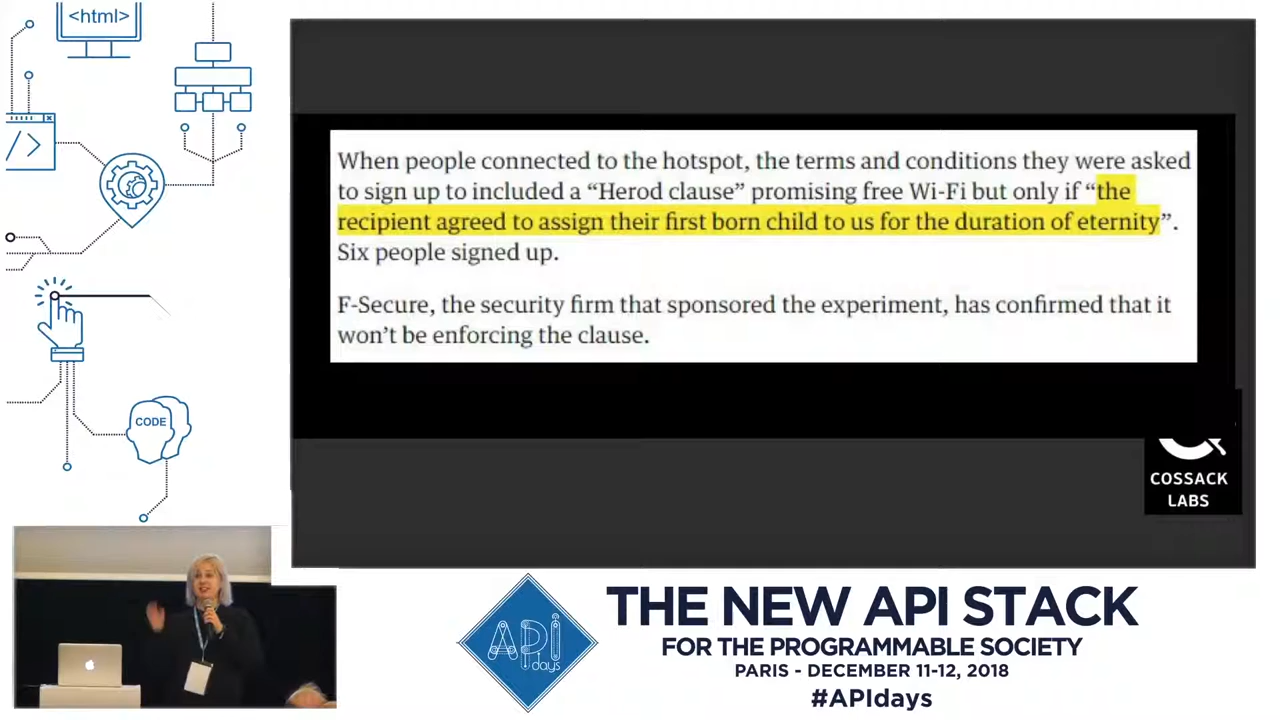 <html>
When people connected to the hotspot, the terms and conditions they were asked
to sign up to included a “Herod clause” promising free Wi-Fi but only if “the
recipient agreed to assign their first born child to us for the duration of eternity”.
Six people signed up.
F-Secure, the security firm that sponsored the experiment, has confirmed that it
won’t be enforcing the clause.
/>
CODE
COSSACK
LABS
API
days
THE NEW API STACK
FOR THE PROGRAMMABLE SOCIETY
PARIS - DECEMBER 11-12, 2018
#APIdays